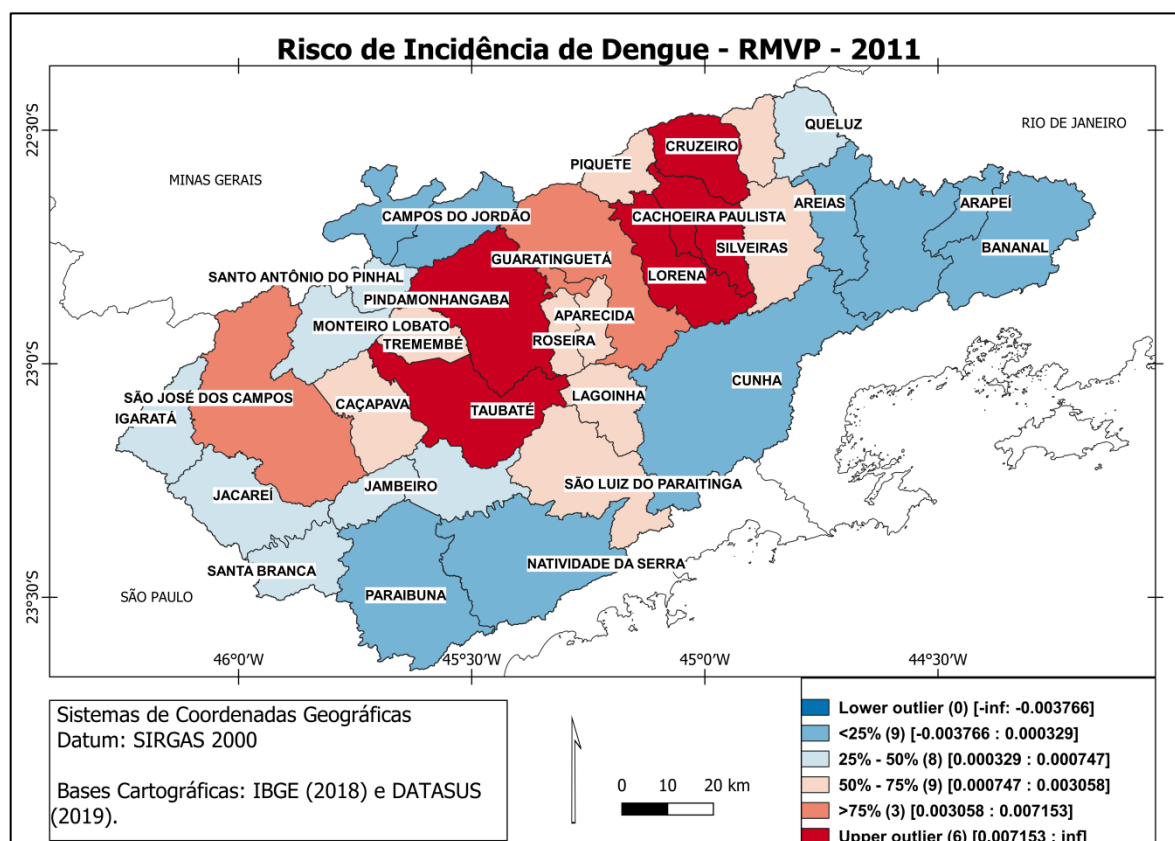 Risco de Incidência de Dengue - RMVP - 2011
22°30'S
23°00'S
23°30'S
MINAS GERAIS
RIO DE JANEIRO
SÃO PAULO
QUELUZ
CRUZEIRO
PIQUETE
CAMPOS DO JORDÃO
CACHOEIRA PAULISTA
AREIAS
ARAPEÍ
SILVEIRAS
BANANAL
GUARATINGUETÁ
SANTO ANTÔNIO DO PINHAL
LORENA
PINDAMONHANGABA
APARECIDA
MONTEIRO LOBATO
TREMEMBÉ
ROSEIRA
CUNHA
SÃO JOSÉ DOS CAMPOS
CAÇAPAVA
LAGOINHA
TAUBATÉ
IGARATÁ
JACAREÍ
JAMBEIRO
SÃO LUIZ DO PARAITINGA
NATIVIDADE DA SERRA
SANTA BRANCA
PARAIBUNA
46°0'W
45°30'W
45°0'W
44°30'W
Sistemas de Coordenadas Geográficas
Datum: SIRGAS 2000
Bases Cartográficas: IBGE (2018) e DATASUS
(2019).
0 10 20 km
Lower outlier (0) [-inf: -0.003766]
<25% (9) [-0.003766 : 0.000329]
25% - 50% (8) [0.000329 : 0.000747]
50% - 75% (9) [0.000747 : 0.003058]
>75% (3) [0.003058 : 0.007153]
Upper outlier (6) [0.007153 : inf]